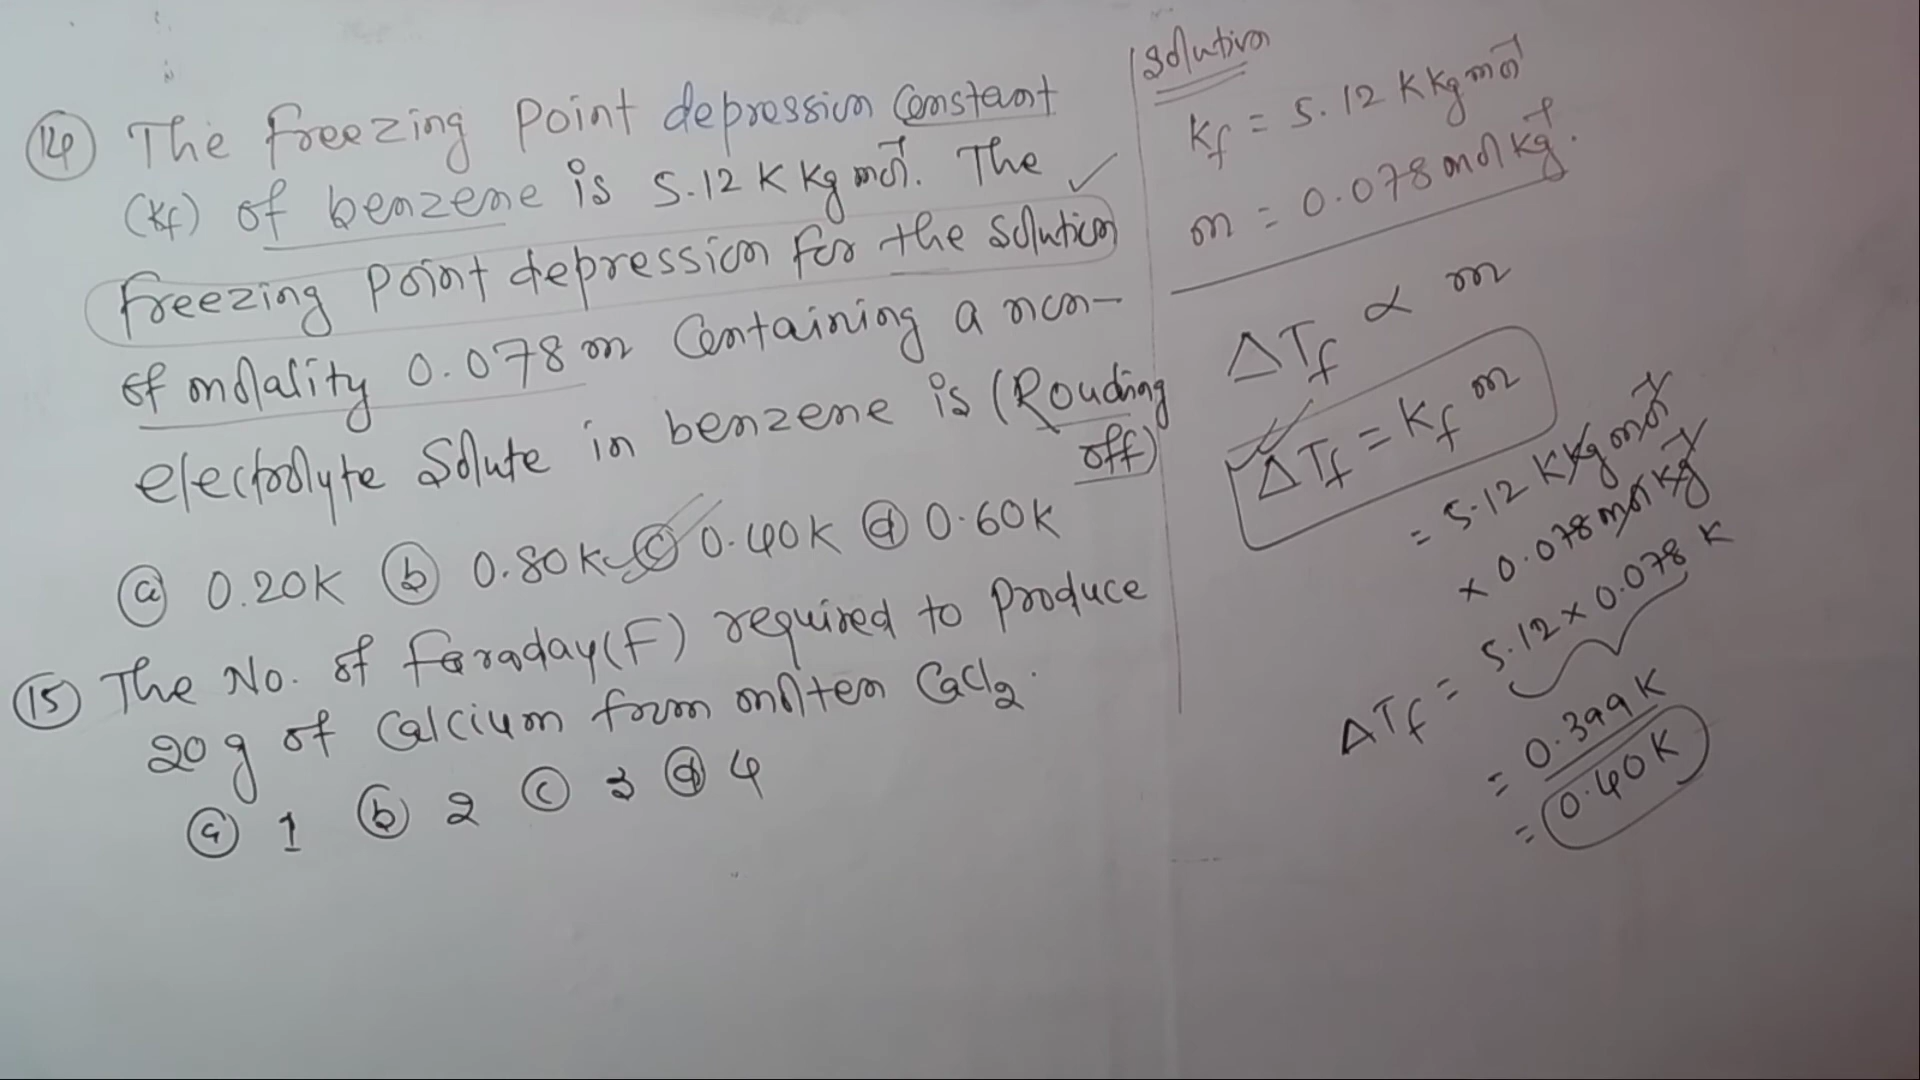 (14) The freezing Point depression Constant
(Kf) of benzene is 5.12 K Kg mol⁻¹. The
freezing Point depression for the solution
of molality 0.078 m Containing a non-
electrolyte Solute in benzene is (Rouding
off)
(a) 0.20K (b) 0.80K (c) 0.40K (d) 0.60K
(15) The No. of Faraday(F) required to produce
20g of Calcium from molten CaCl₂.
(a) 1 (b) 2 (c) 3 (d) 4
Solution
Kf = 5.12 K Kg mol⁻¹
m = 0.078 mol Kg⁻¹.
ΔTf ∝ m
ΔTf = Kf m
= 5.12 K Kg mol⁻¹
× 0.078 mol Kg⁻¹
ΔTf = 5.12 × 0.078 K
= 0.399 K
= 0.40K